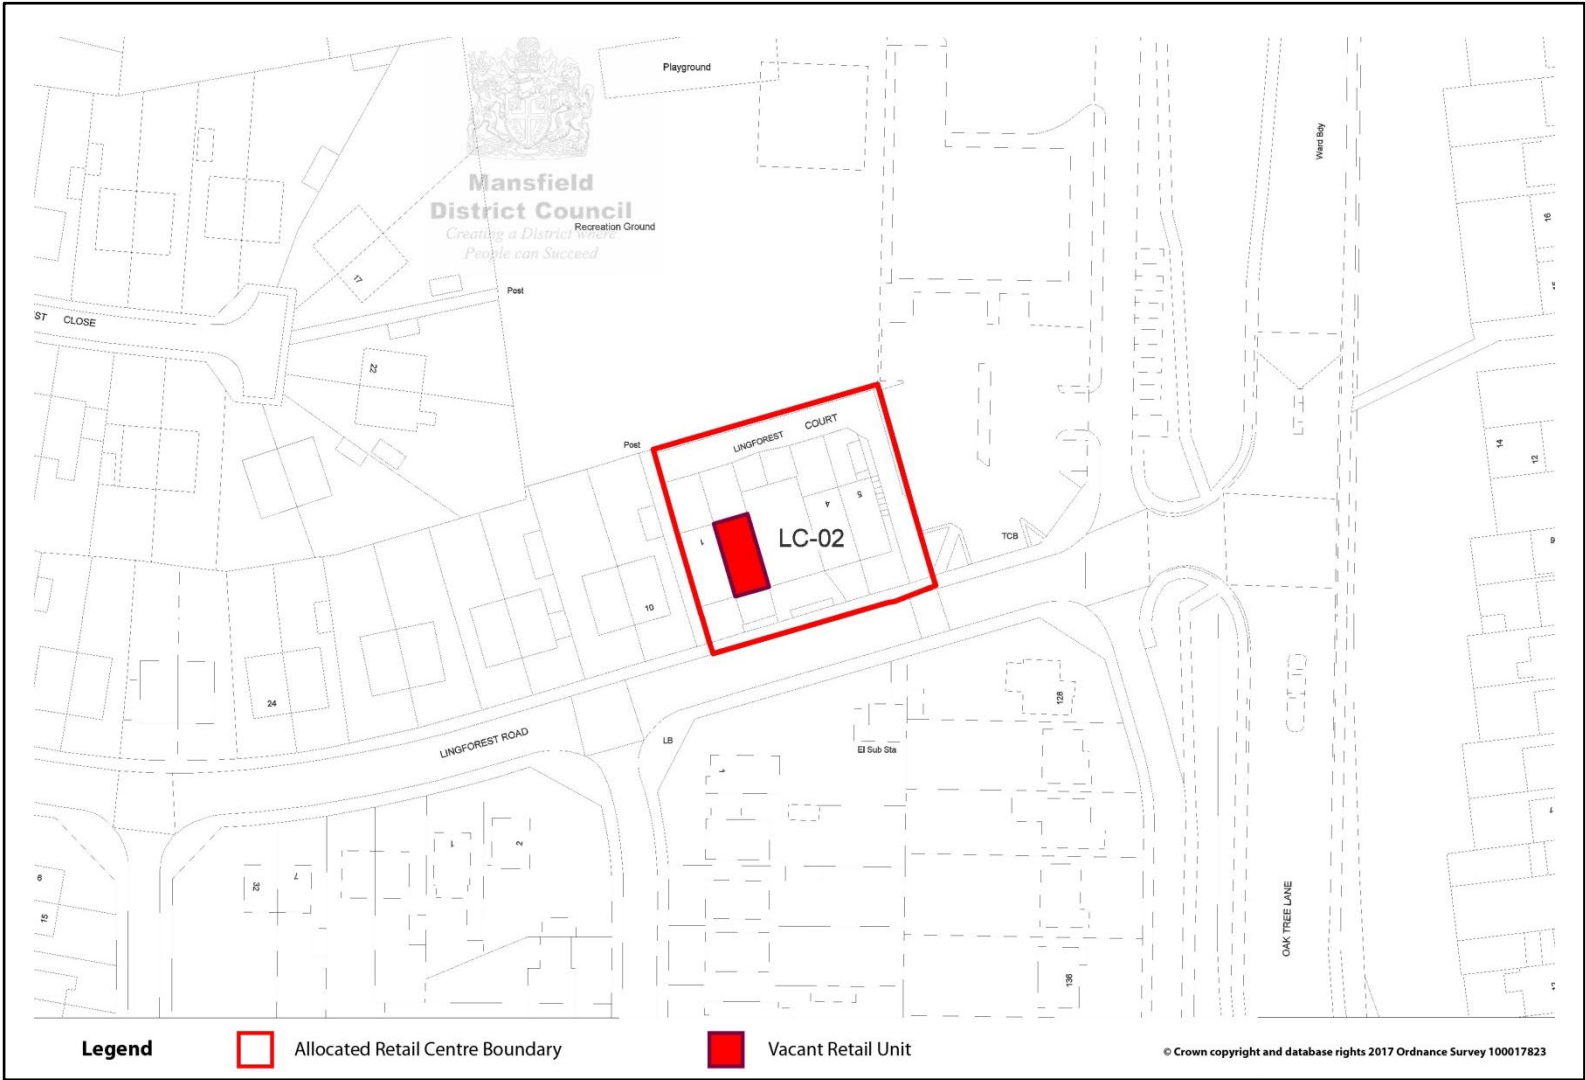 Playground
Mansfield
District Council
Creating a District where
People can Succeed
Recreation Ground
Ward Bdy
16
17
Post
ST CLOSE
22
Post
LINGFOREST COURT
14
12
1
4
5
LC-02
TCB
9
10
24
128
LINGFOREST ROAD
LB
El Sub Sta
1
1
2
32
7
6
15
OAK TREE LANE
136
Legend
Allocated Retail Centre Boundary
Vacant Retail Unit
© Crown copyright and database rights 2017 Ordnance Survey 100017823